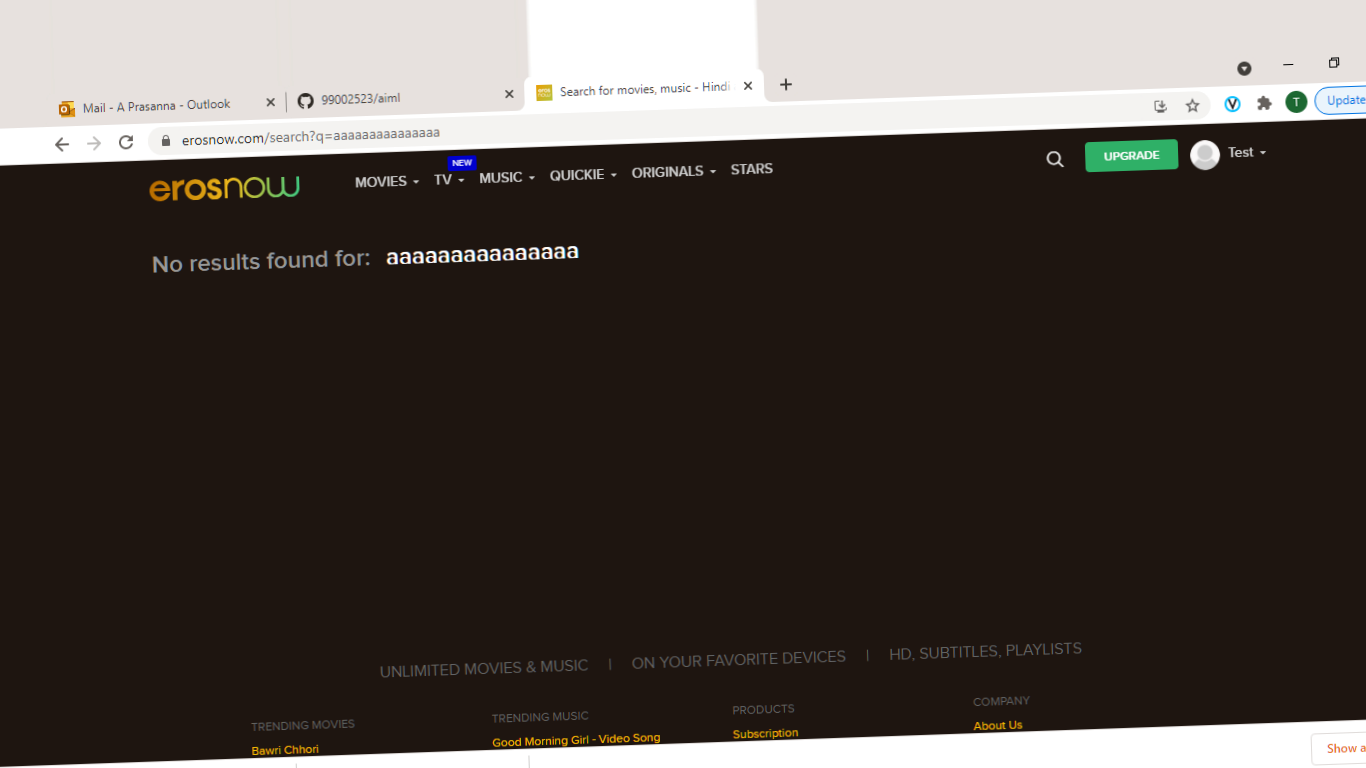 Mail - A Prasanna - Outlook
99002523/aiml
Search for movies, music - Hindi
erosnow.com/search?q=aaaaaaaaaaaaaaa
T
Update
erosnow
MOVIES TV NEW MUSIC QUICKIE ORIGINALS STARS
UPGRADE
Test
No results found for: aaaaaaaaaaaaaaa
UNLIMITED MOVIES & MUSIC | ON YOUR FAVORITE DEVICES | HD, SUBTITLES, PLAYLISTS
TRENDING MOVIES
Bawri Chhori
TRENDING MUSIC
Good Morning Girl - Video Song
PRODUCTS
Subscription
COMPANY
About Us
Show a